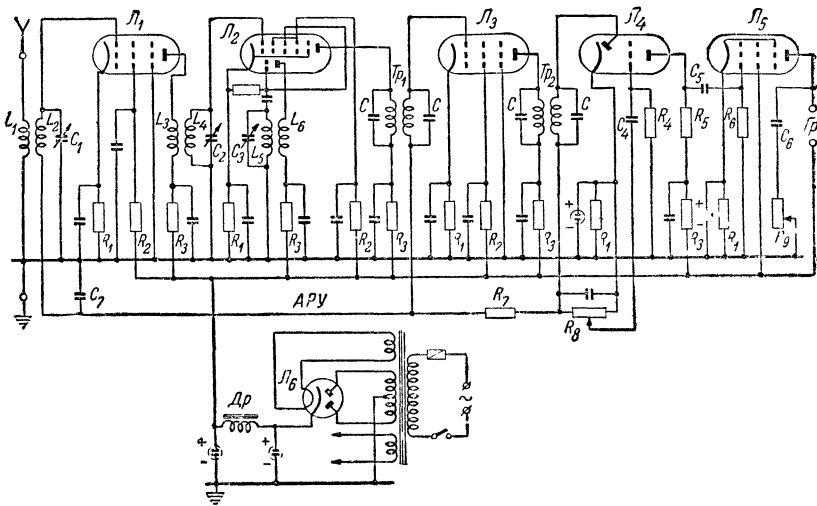 Л₁
Л₂
Л₃
Л₄
Л₅
Тр₁
Тр₂
L₁
L₂
C₁
L₃
L₄
C₂
C₃
L₅
L₆
C
C
C
C
C₄
R₄
C₅
R₅
R₆
C₆
Гр
R₁
R₂
R₃
R₁
R₃
R₂
R₃
R₁
R₂
R₃
+
-
R₁
R₃
+
-
R₁
R₉
C₇
АРУ
R₇
R₈
Л₆
Др
+
-
+
-
~